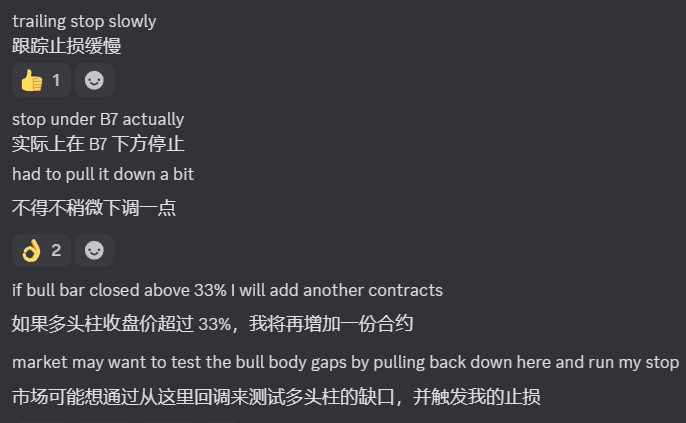 trailing stop slowly
跟踪止损缓慢
👍 1
stop under B7 actually
实际上在 B7 下方停止
had to pull it down a bit
不得不稍微下调一点
👌 2
if bull bar closed above 33% I will add another contracts
如果多头柱收盘价超过 33%，我将再增加一份合约
market may want to test the bull body gaps by pulling back down here and run my stop
市场可能想通过从这里回调来测试多头柱的缺口，并触发我的止损